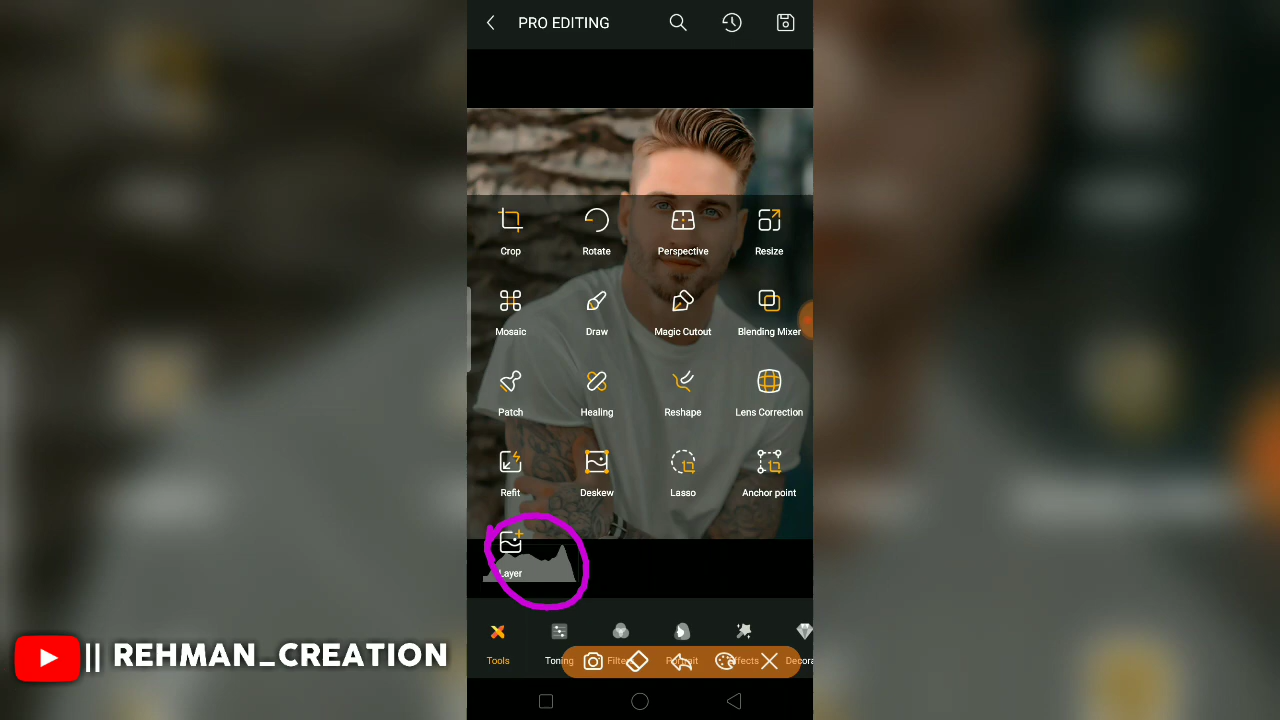 PRO EDITING
Crop Rotate Perspective Resize
Mosaic Draw Magic Cutout Blending Mixer
Patch Healing Reshape Lens Correction
Refit Deskew Lasso Anchor point
Layer
|| REHMAN_CREATION
Tools Toning